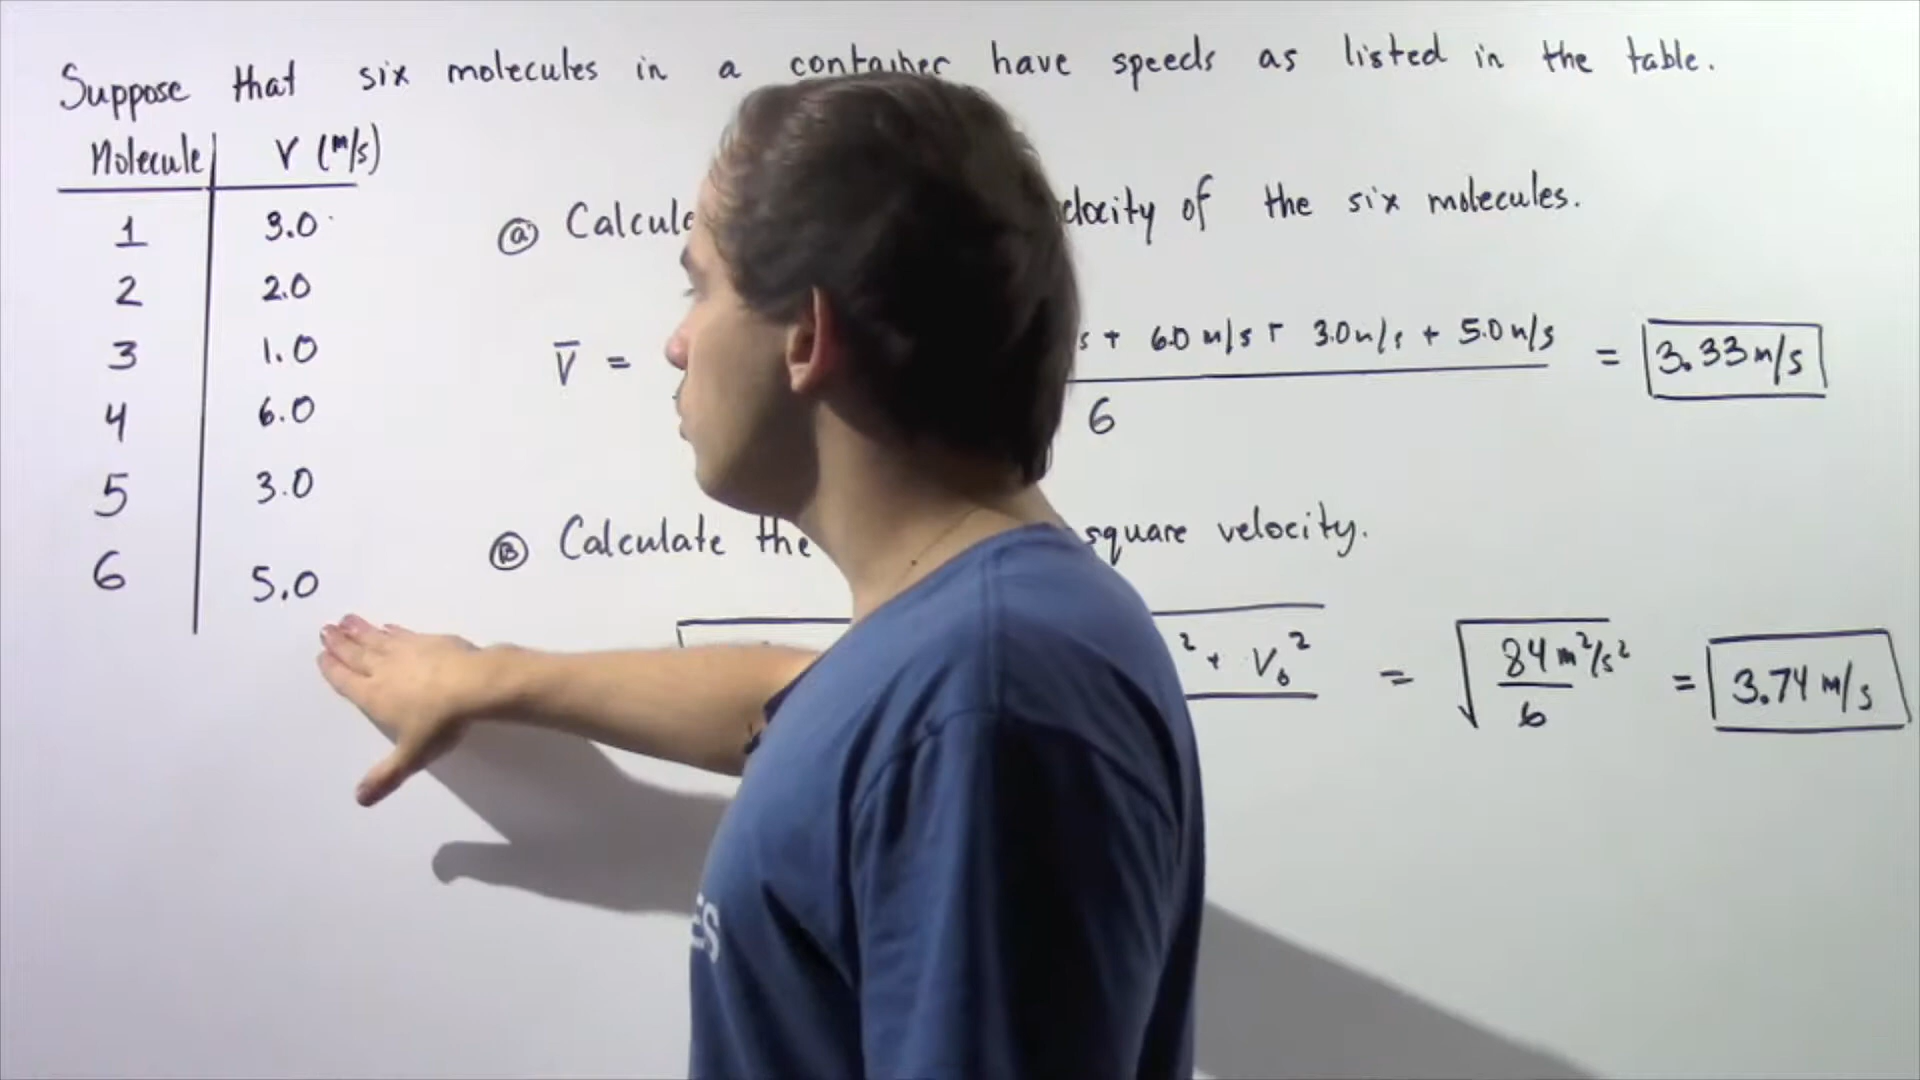 Suppose that six molecules in a container have speeds as listed in the table.
Molecule V (m/s)
1 3.0
2 2.0
3 1.0
4 6.0
5 3.0
6 5.0
ⓐ of the six molecules.
V̄ = + 6.0 m/s + 3.0 m/s + 5.0 m/s = 3.33 m/s
6
Ⓑ Calculate the square velocity.
² + V₆² = √ 84 m²/s² = 3.74 m/s
6
ES